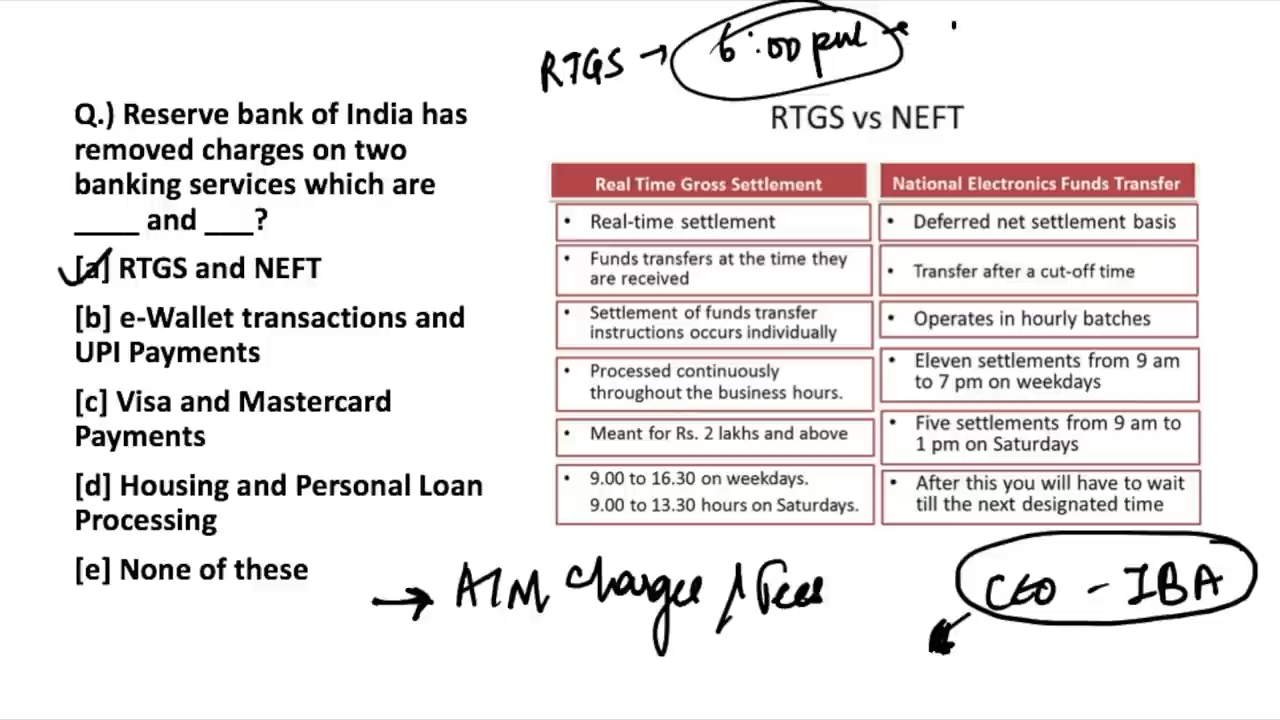 RTGS → 6:00 pm →
RTGS vs NEFT
Q.) Reserve bank of India has
removed charges on two
banking services which are
_____ and ____?
[a] RTGS and NEFT
[b] e-Wallet transactions and
UPI Payments
[c] Visa and Mastercard
Payments
[d] Housing and Personal Loan
Processing
[e] None of these
Real Time Gross Settlement
• Real-time settlement
• Funds transfers at the time they
are received
• Settlement of funds transfer
instructions occurs individually
• Processed continuously
throughout the business hours.
• Meant for Rs. 2 lakhs and above
• 9.00 to 16.30 on weekdays.
9.00 to 13.30 hours on Saturdays.
National Electronics Funds Transfer
• Deferred net settlement basis
• Transfer after a cut-off time
• Operates in hourly batches
• Eleven settlements from 9 am
to 7 pm on weekdays
• Five settlements from 9 am to
1 pm on Saturdays
• After this you will have to wait
till the next designated time
→ ATM Charges / Fees
CEO - IBA